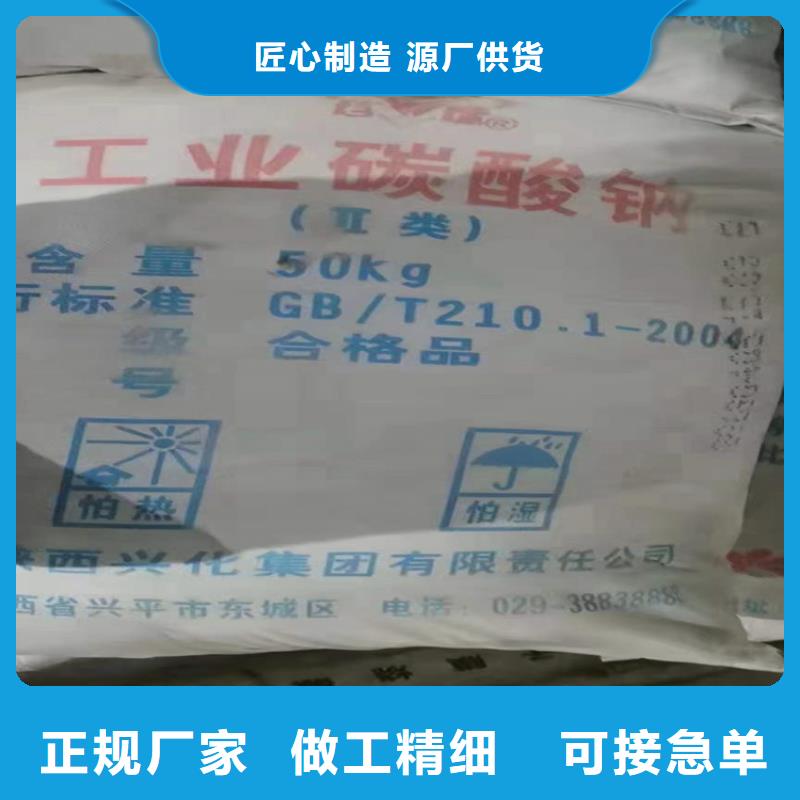 匠心制造 源厂供货
®
工业碳酸钠
(Ⅱ类)
含量 50kg
行标准 GB/T210.1-2004
级 合格品
号
怕热 怕湿
陕西兴化集团有限责任公司
西省兴平市东城区 电话: 029-38838888
正规厂家 做工精细 可接急单